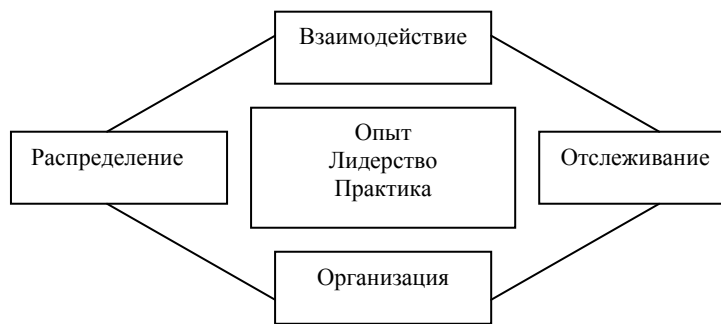 Взаимодействие
Распределение
Опыт
Лидерство
Практика
Отслеживание
Организация